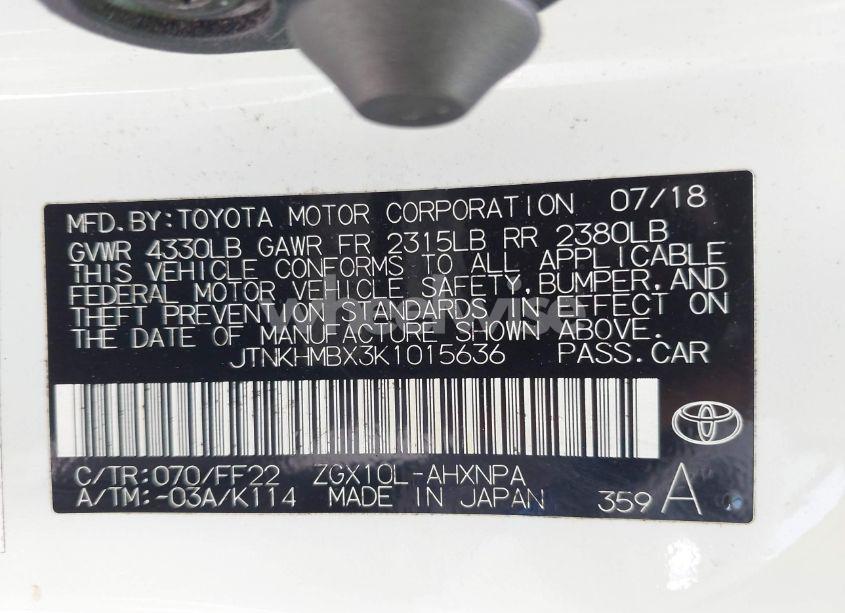 MFD. BY: TOYOTA MOTOR CORPORATION 07/18
GVWR 4330LB GAWR FR 2315LB RR 2380LB
THIS VEHICLE CONFORMS TO ALL APPLICABLE
FEDERAL MOTOR VEHICLE SAFETY, BUMPER, AND
THEFT PREVENTION STANDARDS IN EFFECT ON
THE DATE OF MANUFACTURE SHOWN ABOVE.
JTNKHMBX3K1015636 PASS. CAR
C/TR: 070/FF22 ZGX10L-AHXNPA
A/TM: -03A/K114 MADE IN JAPAN 359 A